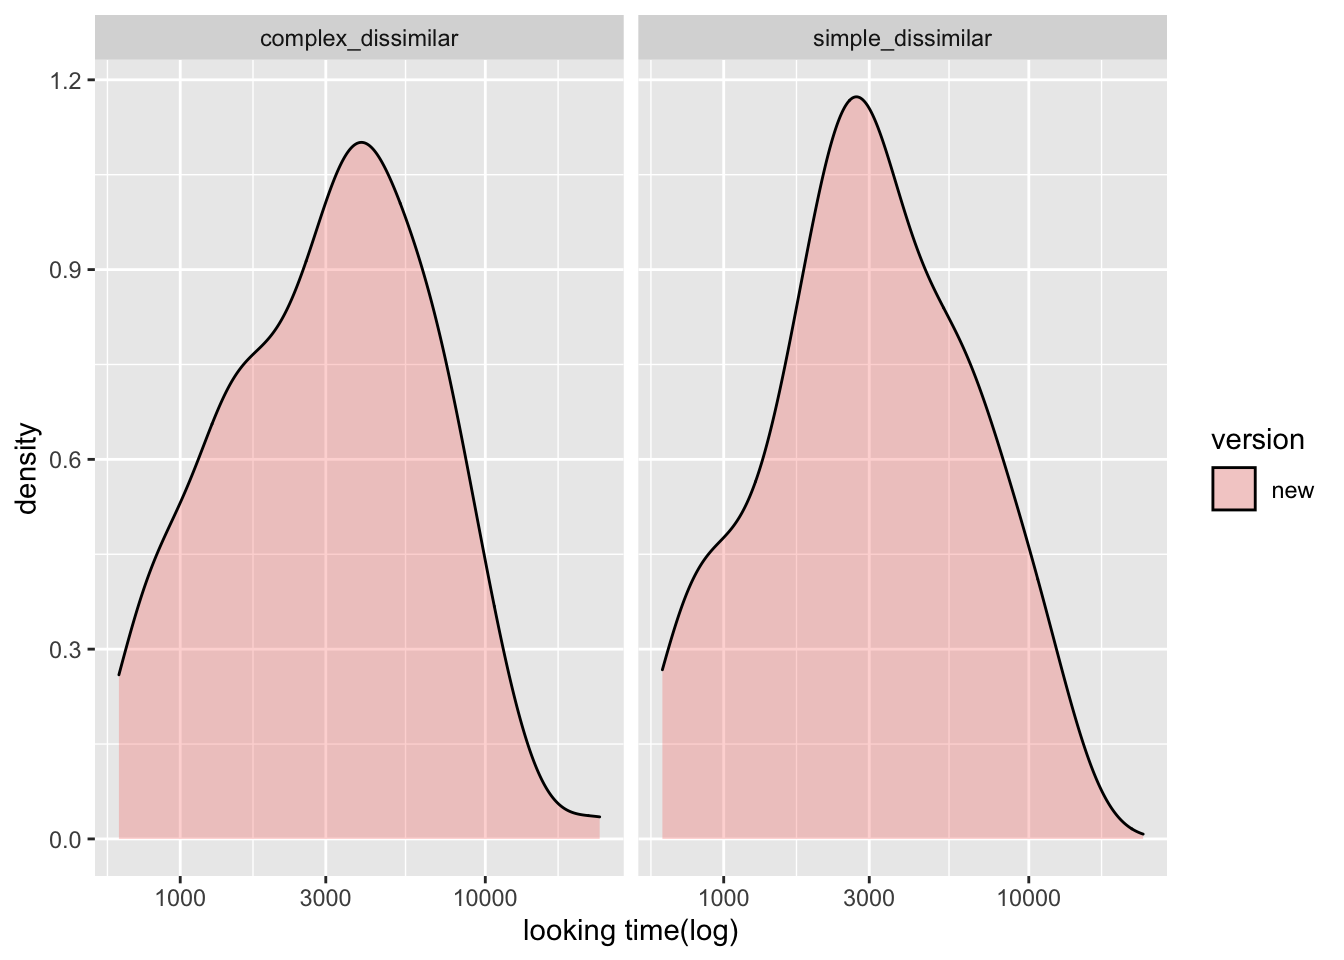 complex_dissimilar
simple_dissimilar
1.2
0.9
0.6
0.3
0.0
density
1000
3000
10000
1000
3000
10000
looking time(log)
version
new